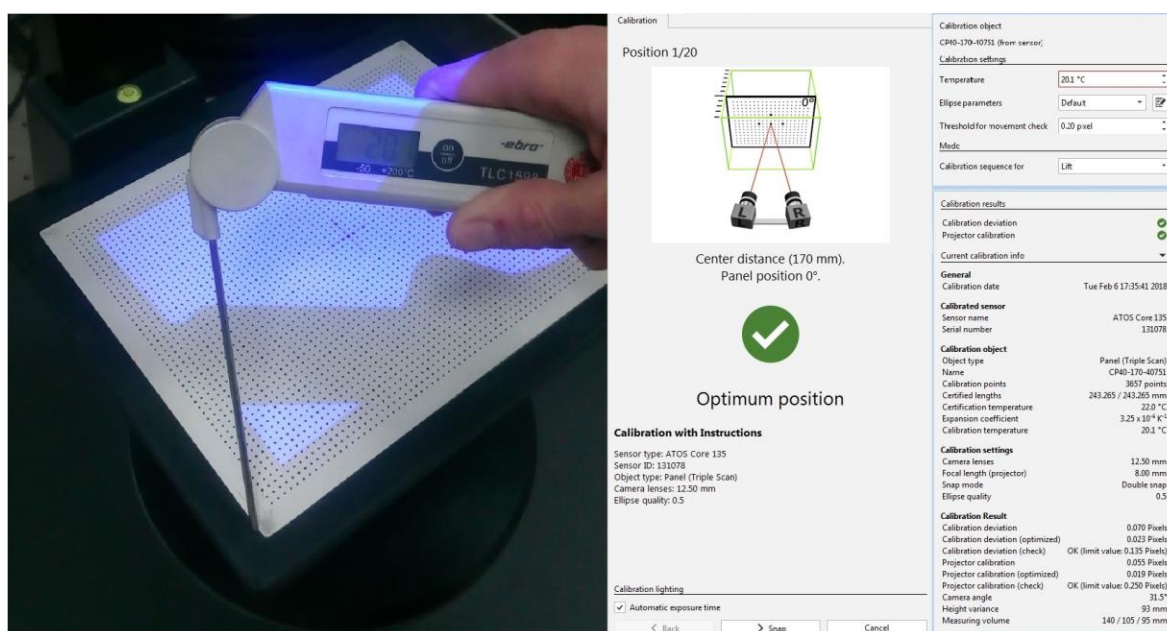 -ebro-
on
off
-50... +200°C
TLC1598
Calibration
Position 1/20
0°
L
R
Center distance (170 mm).
Panel position 0°.
Optimum position
Calibration with Instructions
Sensor type: ATOS Core 135
Sensor ID: 131078
Object type: Panel (Triple Scan)
Camera lenses: 12.50 mm
Ellipse quality: 0.5
Calibration lighting
Automatic exposure time
< Back
> Snap
Cancel
Calibration object
CP40-170-40751 (from sensor)
Calibration settings
Temperature 20.1 °C
Ellipse parameters Default
Threshold for movement check 0.20 pixel
Mode
Calibration sequence for Lift
Calibration results
Calibration deviation
Projector calibration
Current calibration info
General
Calibration date Tue Feb 6 17:35:41 2018
Calibrated sensor
Sensor name ATOS Core 135
Serial number 131078
Calibration object
Object type Panel (Triple Scan)
Name CP40-170-40751
Calibration points 3657 points
Certified lengths 243.265 / 243.265 mm
Certification temperature 22.0 °C
Expansion coefficient 3.25 x 10⁻⁶ K⁻¹
Calibration temperature 20.1 °C
Calibration settings
Camera lenses 12.50 mm
Focal length (projector) 8.00 mm
Snap mode Double snap
Ellipse quality 0.5
Calibration Result
Calibration deviation 0.070 Pixels
Calibration deviation (optimized) 0.023 Pixels
Calibration deviation (check) OK (limit value: 0.135 Pixels)
Projector calibration 0.055 Pixels
Projector calibration (optimized) 0.019 Pixels
Projector calibration (check) OK (limit value: 0.250 Pixels)
Camera angle 31.5°
Height variance 93 mm
Measuring volume 140 / 105 / 95 mm